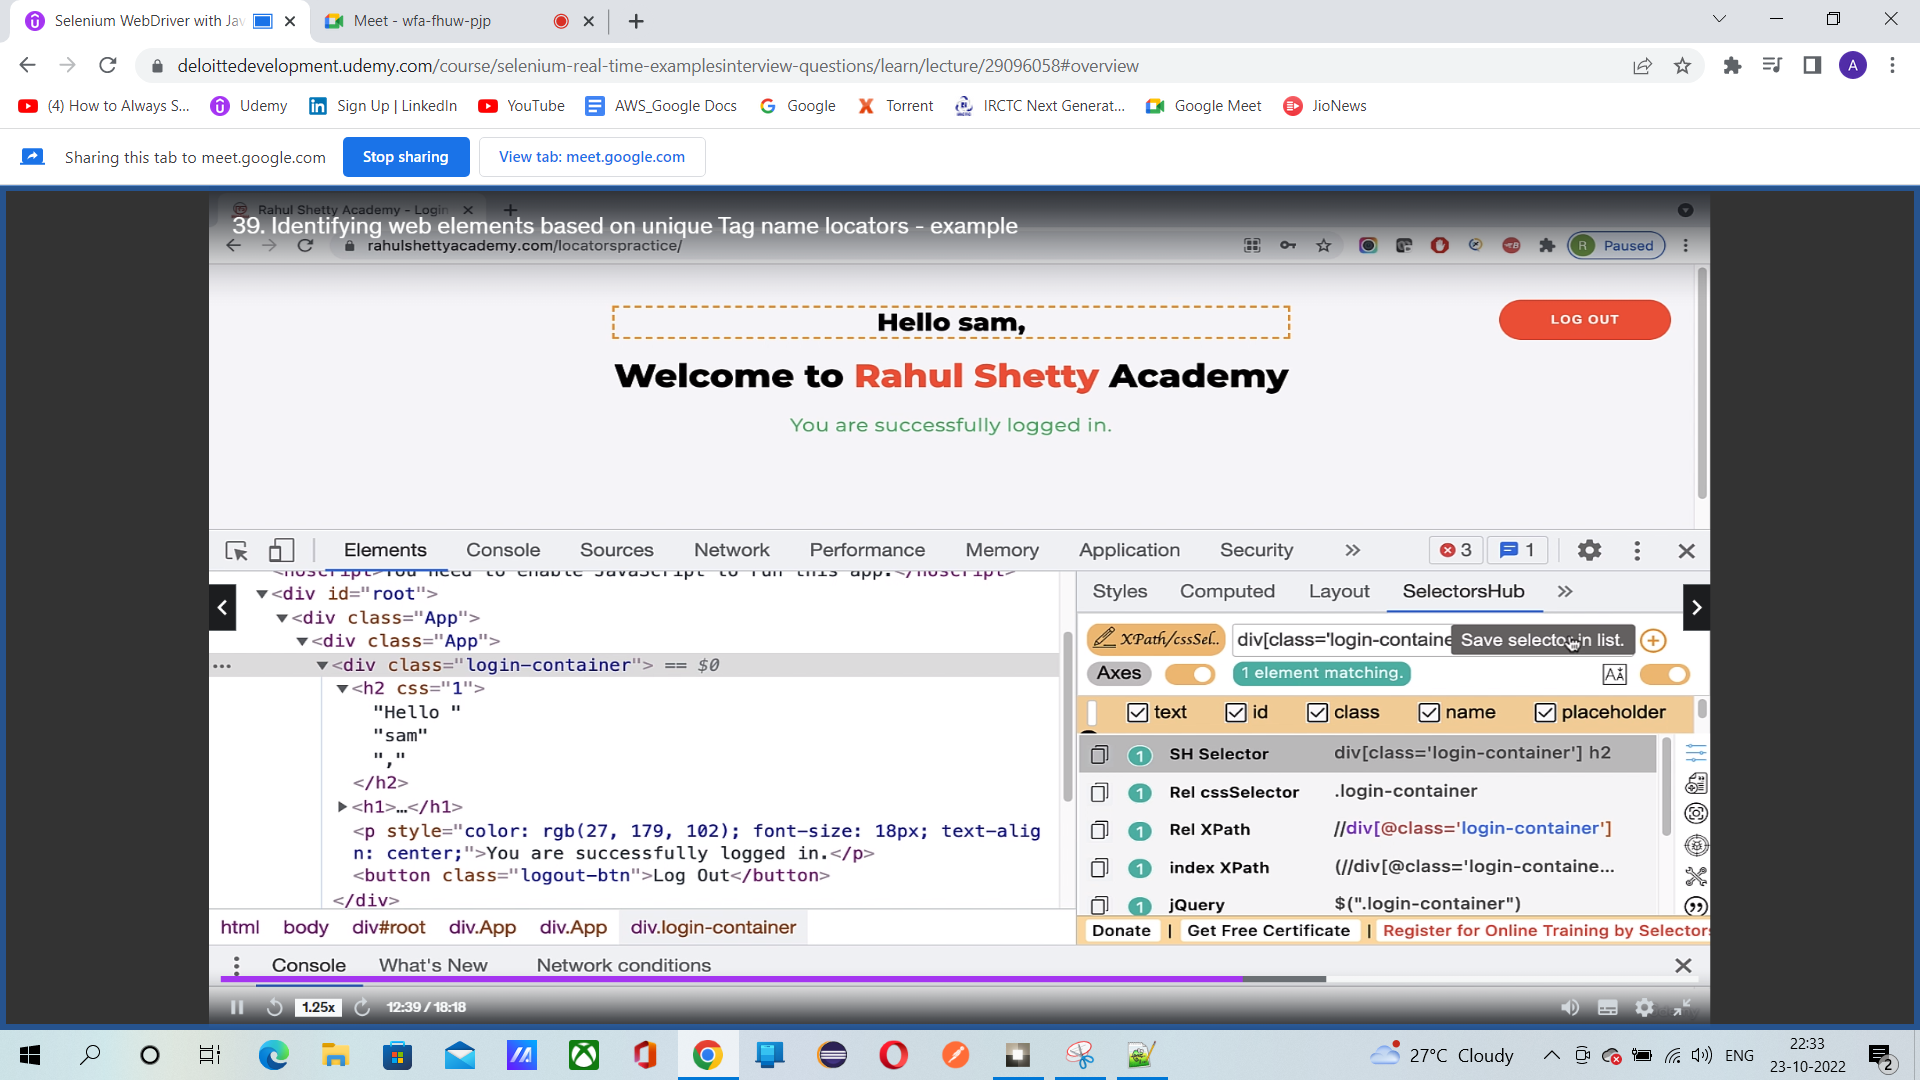 Selenium WebDriver with Jav
Meet - wfa-fhuw-pjp
deloittedevelopment.udemy.com/course/selenium-real-time-examplesinterview-questions/learn/lecture/29096058#overview
A
(4) How to Always S...
Udemy
Sign Up | LinkedIn
YouTube
AWS_Google Docs
Google
Torrent
IRCTC Next Generat...
Google Meet
JioNews
Sharing this tab to meet.google.com
Stop sharing
View tab: meet.google.com
Rahul Shetty Academy - Login
39. Identifying web elements based on unique Tag name locators - example
rahulshettyacademy.com/locatorspractice/
R Paused
Hello sam,
LOG OUT
Welcome to Rahul Shetty Academy
You are successfully logged in.
Elements Console Sources Network Performance Memory Application Security » 3 1
<noscript>You need to enable JavaScript to run this app.</noscript>
<div id="root">
<div class="App">
<div class="App">
... <div class="login-container"> == $0
<h2 css="1">
"Hello "
"sam"
","
</h2>
<h1>…</h1>
<p style="color: rgb(27, 179, 102); font-size: 18px; text-alig
n: center;">You are successfully logged in.</p>
<button class="logout-btn">Log Out</button>
</div>
html body div#root div.App div.App div.login-container
Styles Computed Layout SelectorsHub »
XPath/cssSel.. div[class='login-containe Save selector in list.
Axes 1 element matching.
text id class name placeholder
1 SH Selector div[class='login-container'] h2
1 Rel cssSelector .login-container
1 Rel XPath //div[@class='login-container']
1 index XPath (//div[@class='login-containe...
1 jQuery $(".login-container")
Donate | Get Free Certificate | Register for Online Training by Selectors
Console What's New Network conditions
1.25x 12:39 / 18:18
27°C Cloudy
ENG
22:33
23-10-2022
2